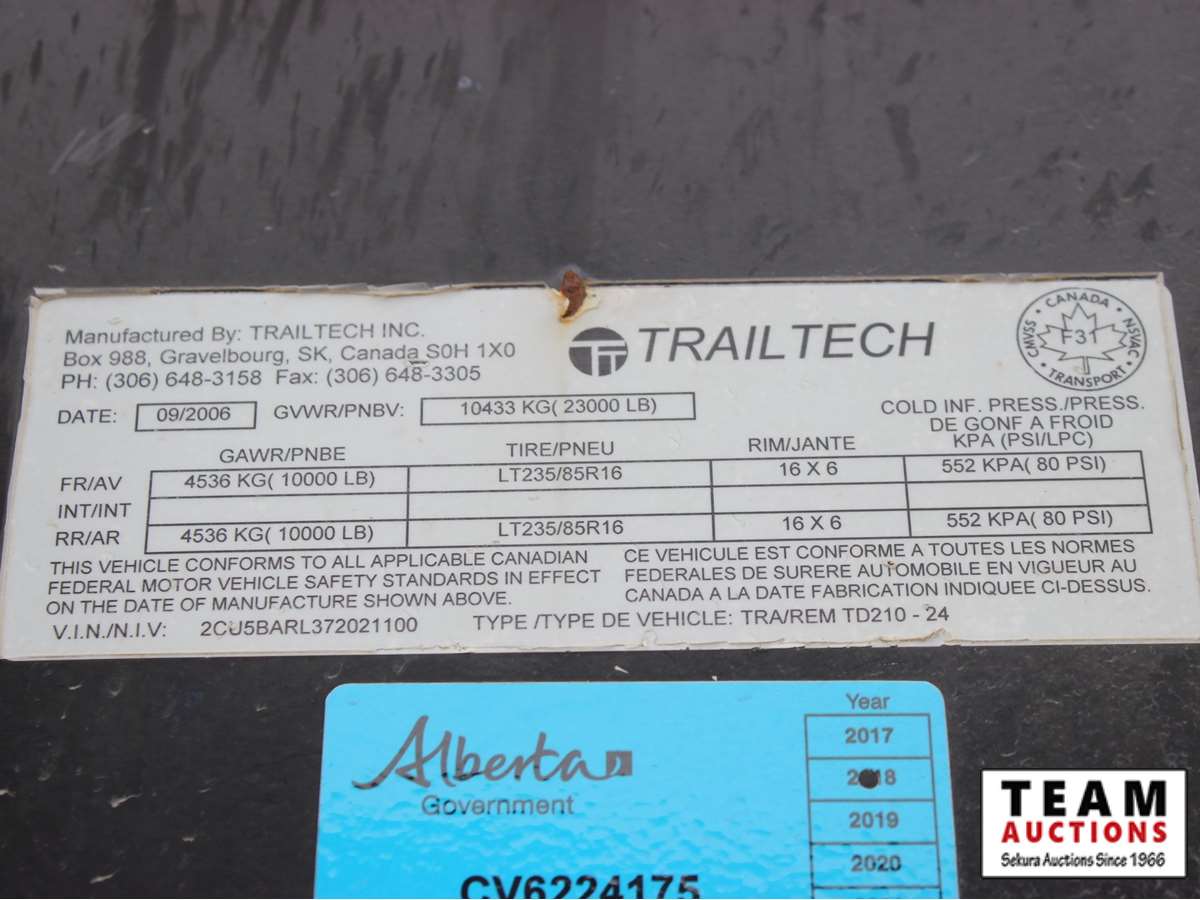 Manufactured By: TRAILTECH INC.
Box 988, Gravelbourg, SK, Canada S0H 1X0
PH: (306) 648-3158 Fax: (306) 648-3305
TRAILTECH
CANADA
CMVSS F31 NSVAC
TRANSPORT
DATE: 09/2006 GVWR/PNBV: 10433 KG( 23000 LB)
COLD INF. PRESS./PRESS.
DE GONF A FROID
KPA (PSI/LPC)
GAWR/PNBE TIRE/PNEU RIM/JANTE
FR/AV 4536 KG( 10000 LB) LT235/85R16 16 X 6 552 KPA( 80 PSI)
INT/INT
RR/AR 4536 KG( 10000 LB) LT235/85R16 16 X 6 552 KPA( 80 PSI)
THIS VEHICLE CONFORMS TO ALL APPLICABLE CANADIAN
FEDERAL MOTOR VEHICLE SAFETY STANDARDS IN EFFECT
ON THE DATE OF MANUFACTURE SHOWN ABOVE.
CE VEHICULE EST CONFORME A TOUTES LES NORMES
FEDERALES DE SURERE AUTOMOBILE EN VIGUEUR AU
CANADA A LA DATE FABRICATION INDIQUEE CI-DESSUS.
V.I.N./N.I.V: 2CU5BARL372021100 TYPE /TYPE DE VEHICLE: TRA/REM TD210 - 24
Alberta
Government
CV6224175
Year
2017
2018
2019
2020
TEAM
AUCTIONS
Sekura Auctions Since 1966